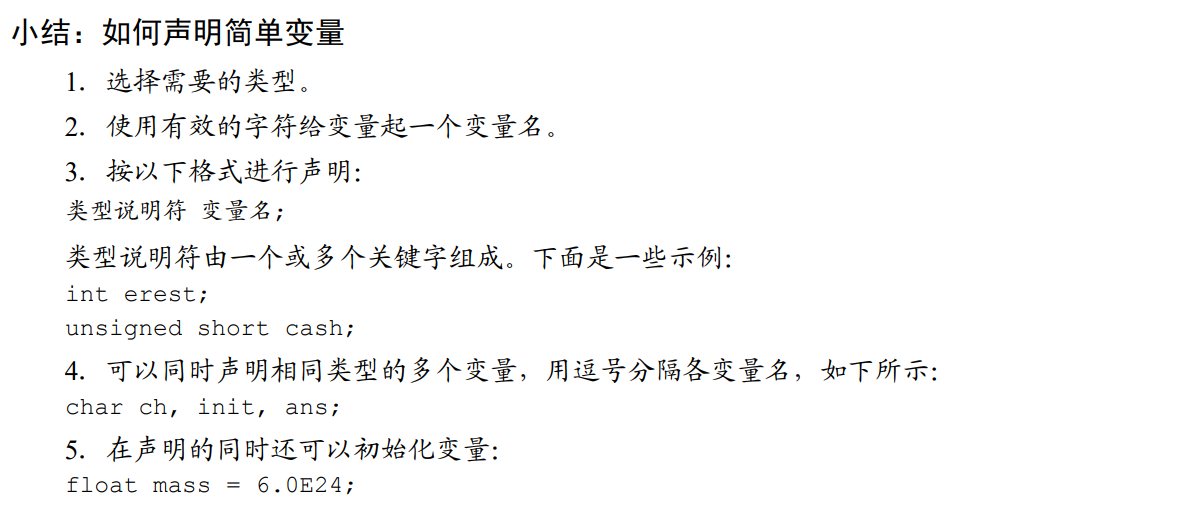 小结：如何声明简单变量
1. 选择需要的类型。
2. 使用有效的字符给变量起一个变量名。
3. 按以下格式进行声明：
类型说明符 变量名;
类型说明符由一个或多个关键字组成。下面是一些示例：
int erest;
unsigned short cash;
4. 可以同时声明相同类型的多个变量，用逗号分隔各变量名，如下所示：
char ch, init, ans;
5. 在声明的同时还可以初始化变量：
float mass = 6.0E24;